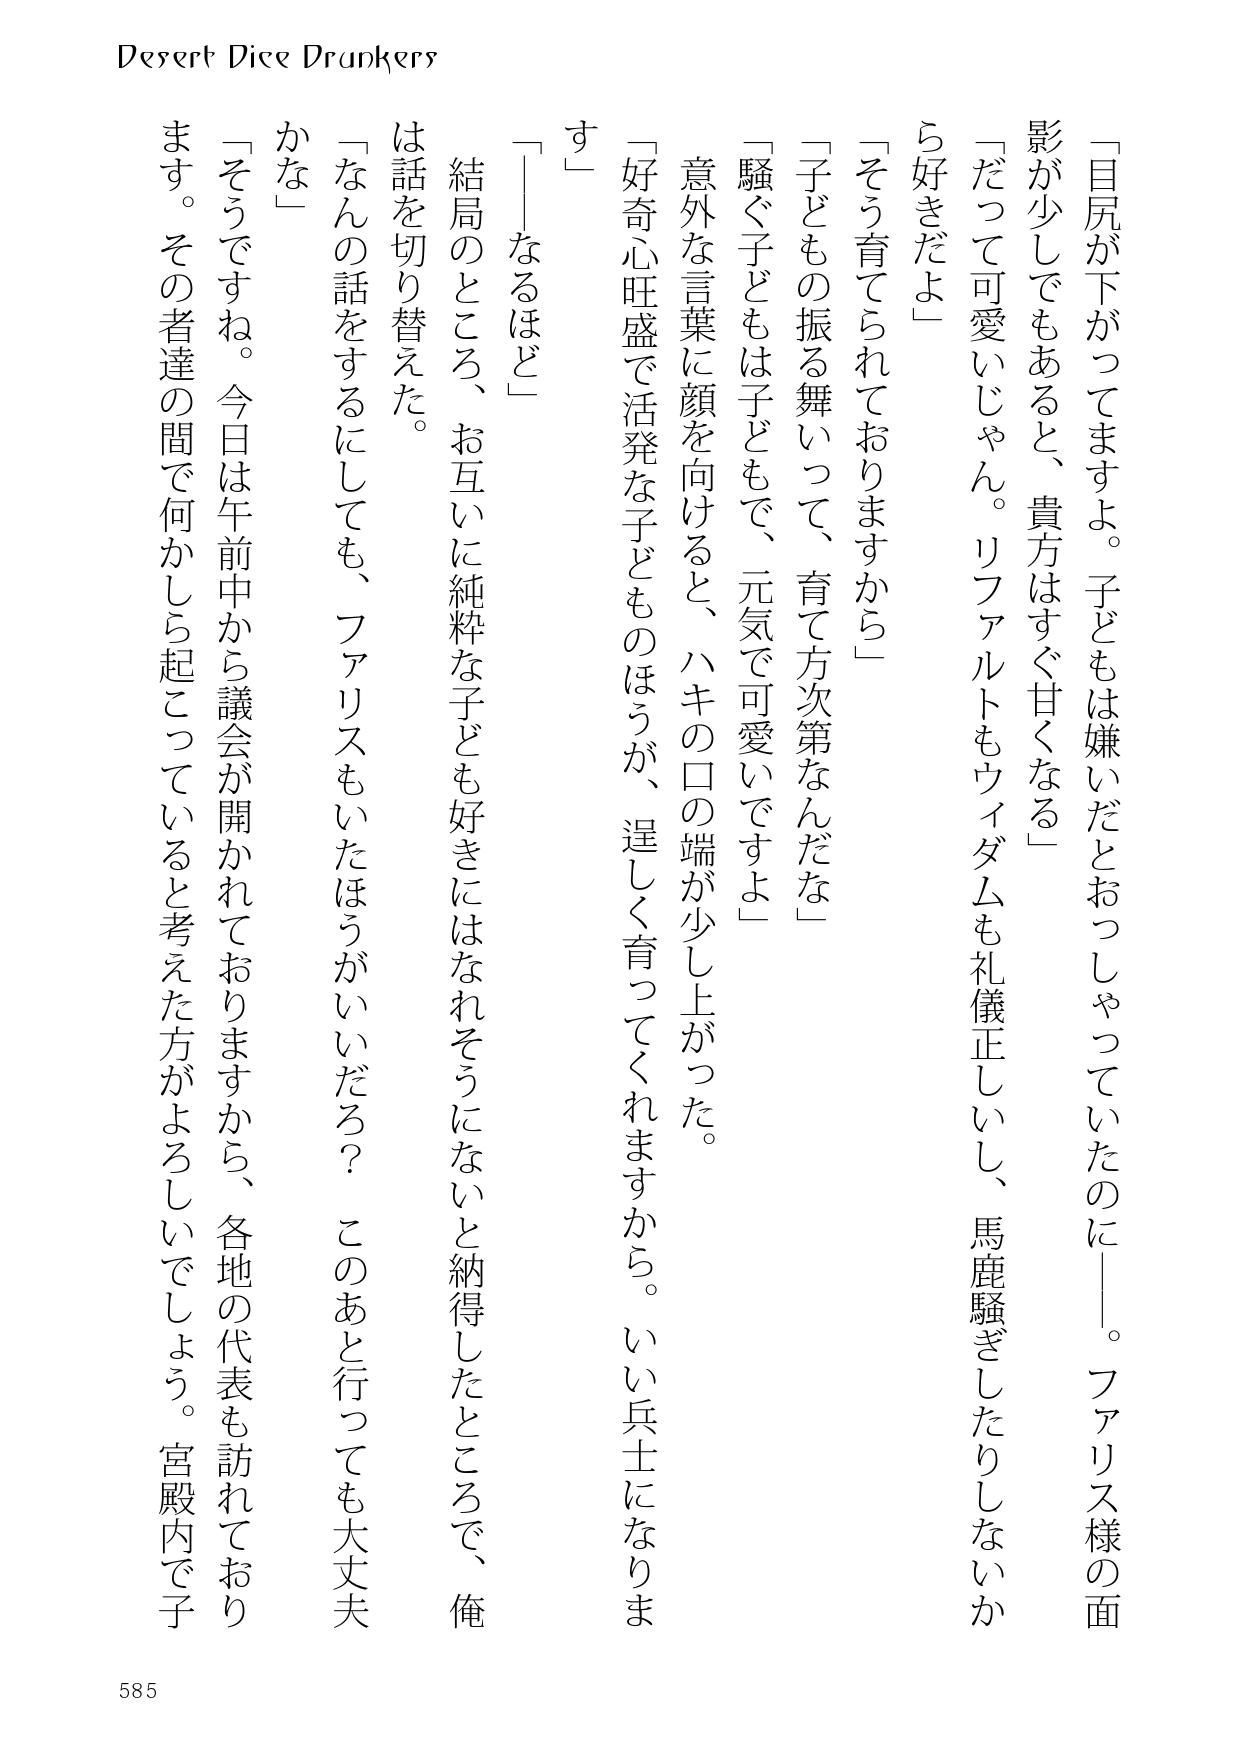 Desert Dice Drunkers
「目尻が下がってますよ。子どもは嫌いだとおっしゃっていたのに――。ファリス様の面
影が少しでもあると、貴方はすぐ甘くなる」
「だって可愛いじゃん。リファルトもウィダムも礼儀正しいし、馬鹿騒ぎしたりしないか
ら好きだよ」
「そう育てられておりますから」
「子どもの振る舞いって、育て方次第なんだな」
「騒ぐ子どもは子どもで、元気で可愛いですよ」
　意外な言葉に顔を向けると、ハキの口の端が少し上がった。
「好奇心旺盛で活発な子どものほうが、逞しく育ってくれますから。いい兵士になりま
す」
「――なるほど」
　結局のところ、お互いに純粋な子ども好きにはなれそうにないと納得したところで、俺
は話を切り替えた。
「なんの話をするにしても、ファリスもいたほうがいいだろ？　このあと行っても大丈夫
かな」
「そうですね。今日は午前中から議会が開かれておりますから、各地の代表も訪れており
ます。その者達の間で何かしら起こっていると考えた方がよろしいでしょう。宮殿内で子
585